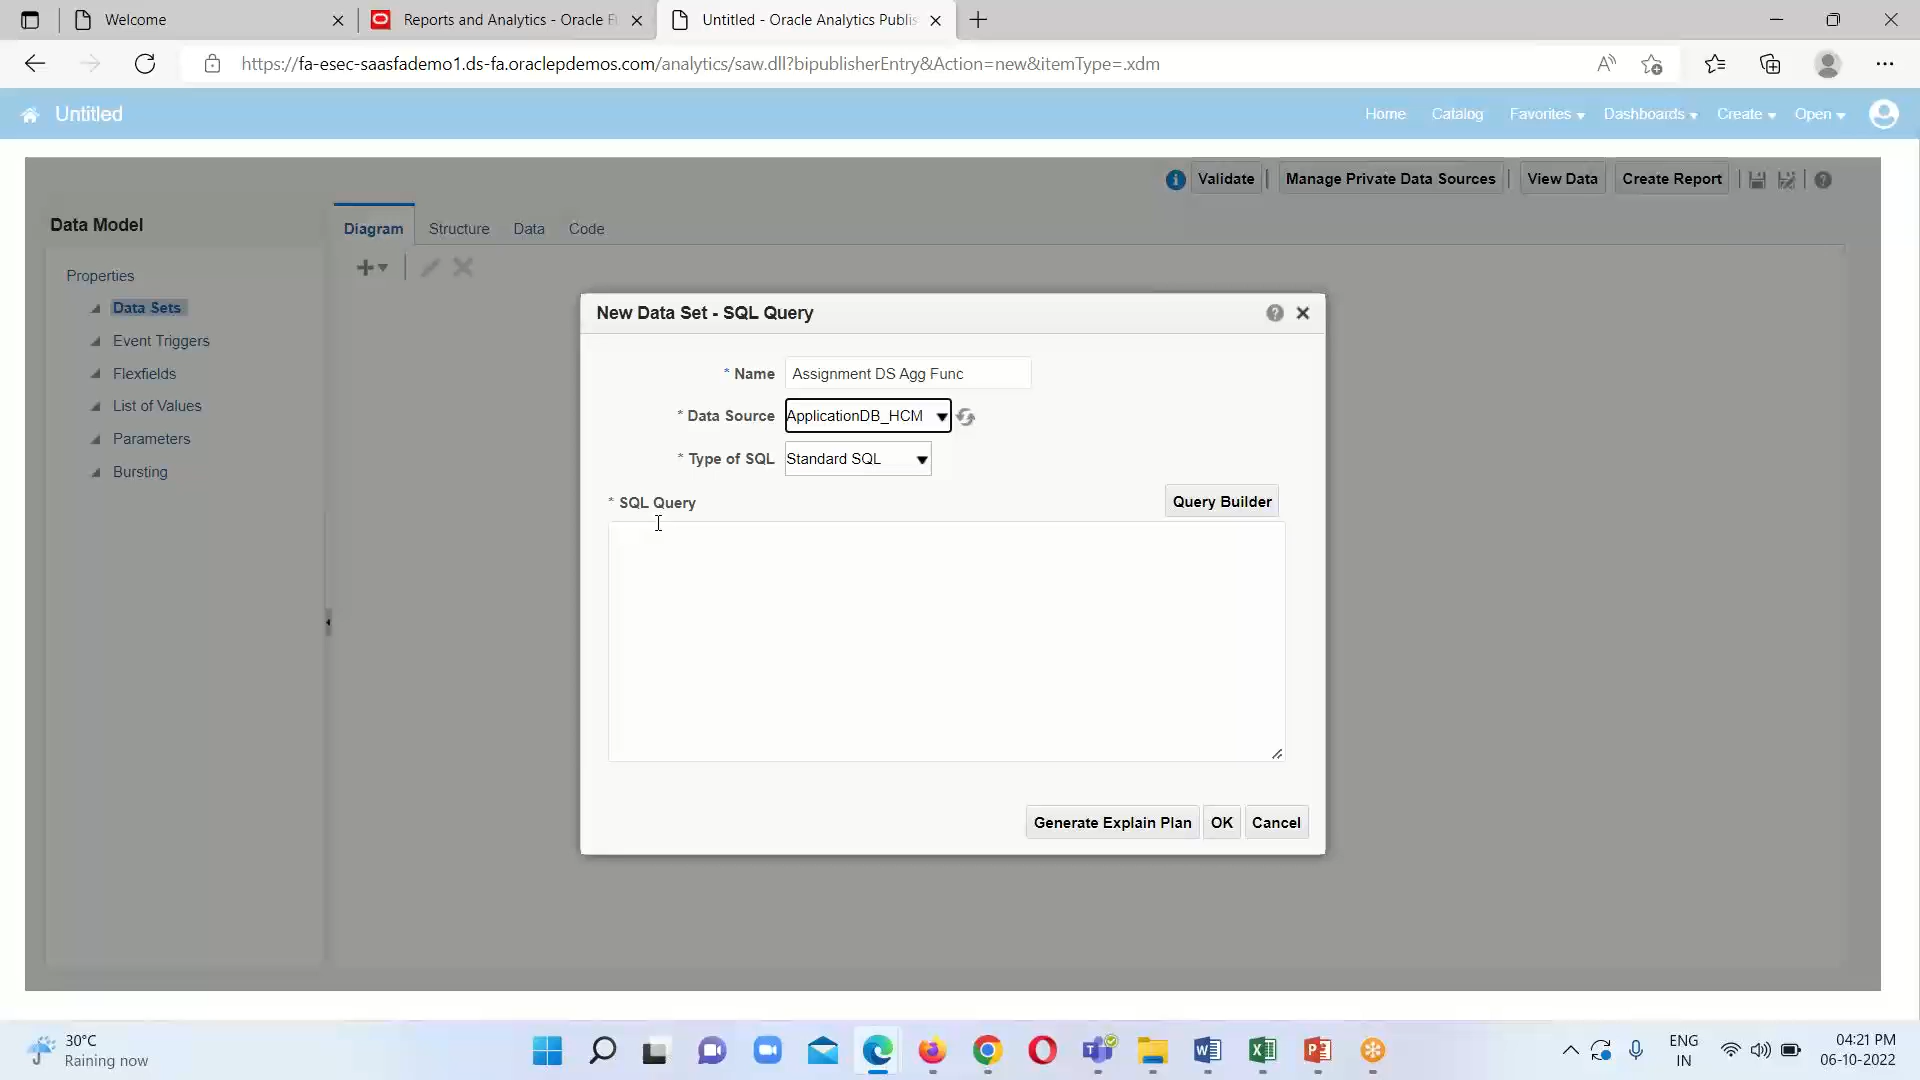 Welcome
Reports and Analytics - Oracle F
Untitled - Oracle Analytics Publis
https://fa-esec-saasfademo1.ds-fa.oraclepdemos.com/analytics/saw.dll?bipublisherEntry&Action=new&itemType=.xdm
Untitled
Home Catalog Favorites Dashboards Create Open
Validate Manage Private Data Sources View Data Create Report
Data Model
Diagram Structure Data Code
Properties
Data Sets
Event Triggers
Flexfields
List of Values
Parameters
Bursting
New Data Set - SQL Query
* Name Assignment DS Agg Func
* Data Source ApplicationDB_HCM
* Type of SQL Standard SQL
* SQL Query Query Builder
Generate Explain Plan OK Cancel
30°C
Raining now
ENG
IN
04:21 PM
06-10-2022